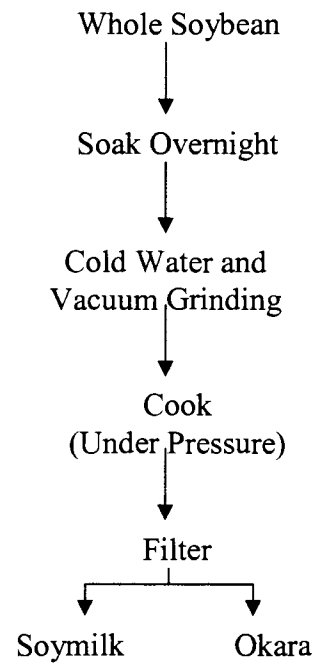 Whole Soybean
Soak Overnight
Cold Water and
Vacuum Grinding
Cook
(Under Pressure)
Filter
Soymilk Okara